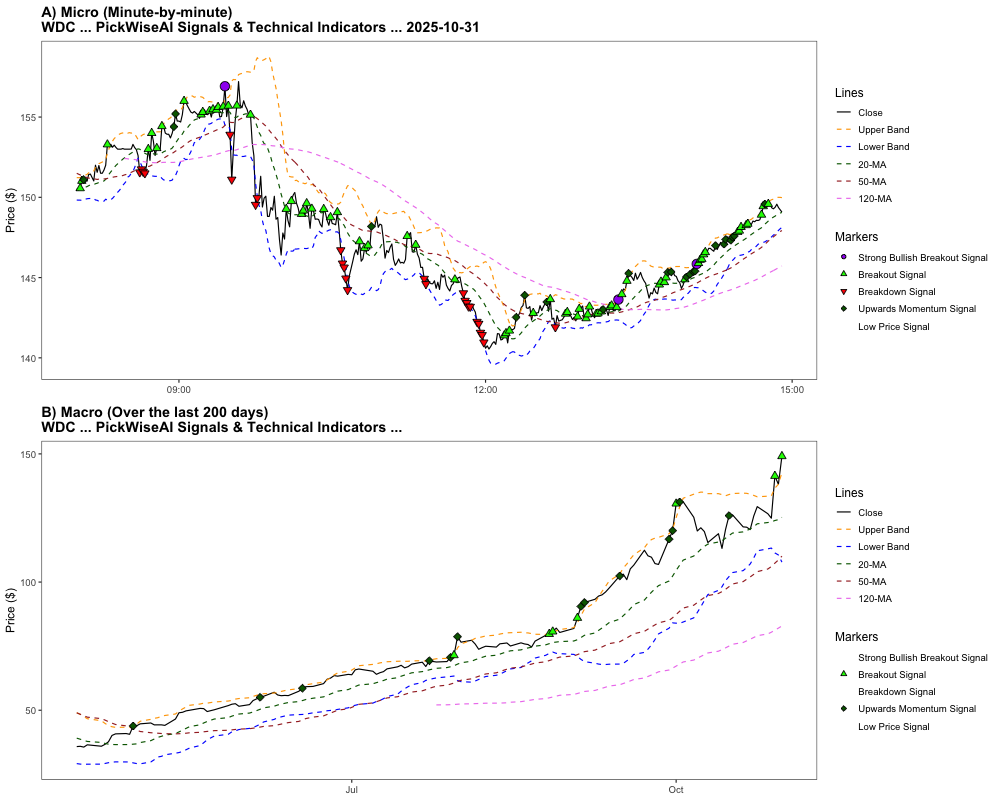 A) Micro (Minute-by-minute)
WDC ... PickWiseAI Signals & Technical Indicators ... 2025-10-31
Price ($)
155
150
145
140
09:00
12:00
15:00
Lines
Close
Upper Band
Lower Band
20-MA
50-MA
120-MA
Markers
Strong Bullish Breakout Signal
Breakout Signal
Breakdown Signal
Upwards Momentum Signal
Low Price Signal
B) Macro (Over the last 200 days)
WDC ... PickWiseAI Signals & Technical Indicators ...
Price ($)
150
100
50
Jul
Oct
Lines
Close
Upper Band
Lower Band
20-MA
50-MA
120-MA
Markers
Strong Bullish Breakout Signal
Breakout Signal
Breakdown Signal
Upwards Momentum Signal
Low Price Signal